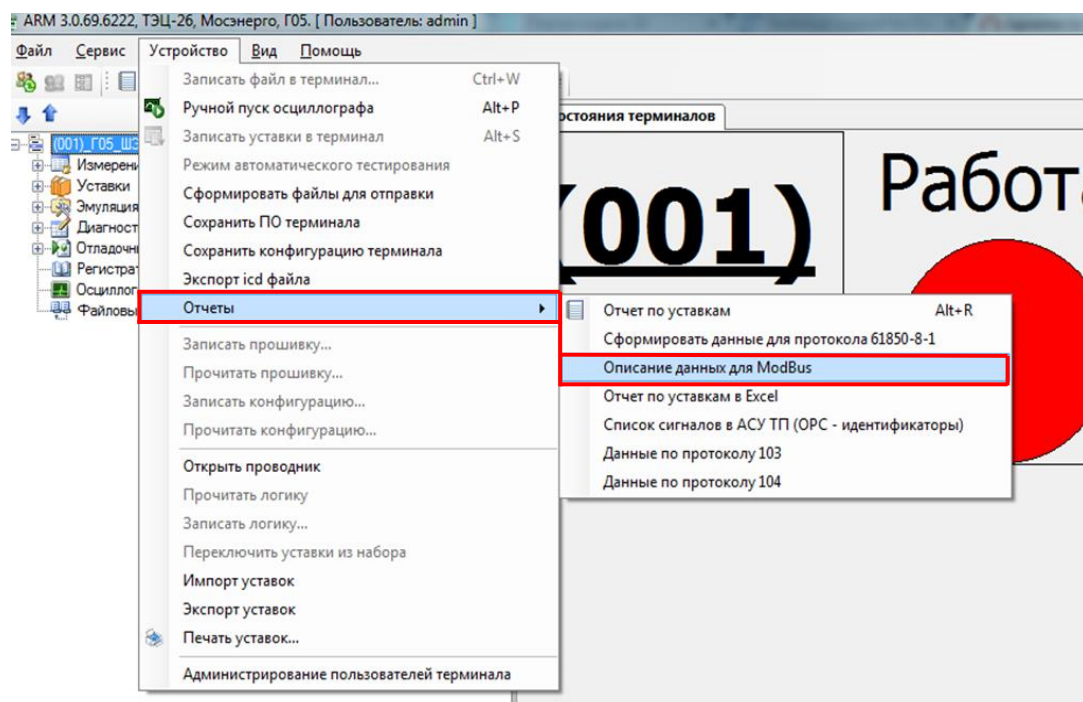 ARM 3.0.69.6222, ТЭЦ-26, Мосэнерго, Г05. [ Пользователь: admin ]
Файл Сервис Устройство Вид Помощь
Записать файл в терминал... Ctrl+W
Ручной пуск осциллографа Alt+P
Записать уставки в терминал Alt+S
Режим автоматического тестирования
Сформировать файлы для отправки
Сохранить ПО терминала
Сохранить конфигурацию терминала
Экспорт icd файла
Отчеты
Записать прошивку...
Прочитать прошивку...
Записать конфигурацию...
Прочитать конфигурацию...
Открыть проводник
Прочитать логику
Записать логику...
Переключить уставки из набора
Импорт уставок
Экспорт уставок
Печать уставок...
Администрирование пользователей терминала
(001)_Г05_ШЭ
Измерени
Уставки
Эмуляция
Диагност
Отладочн
Регистрат
Осциллог
Файловы
остояния терминалов
(001)
Работа
Отчет по уставкам Alt+R
Сформировать данные для протокола 61850-8-1
Описание данных для ModBus
Отчет по уставкам в Excel
Список сигналов в АСУ ТП (OPC - идентификаторы)
Данные по протоколу 103
Данные по протоколу 104